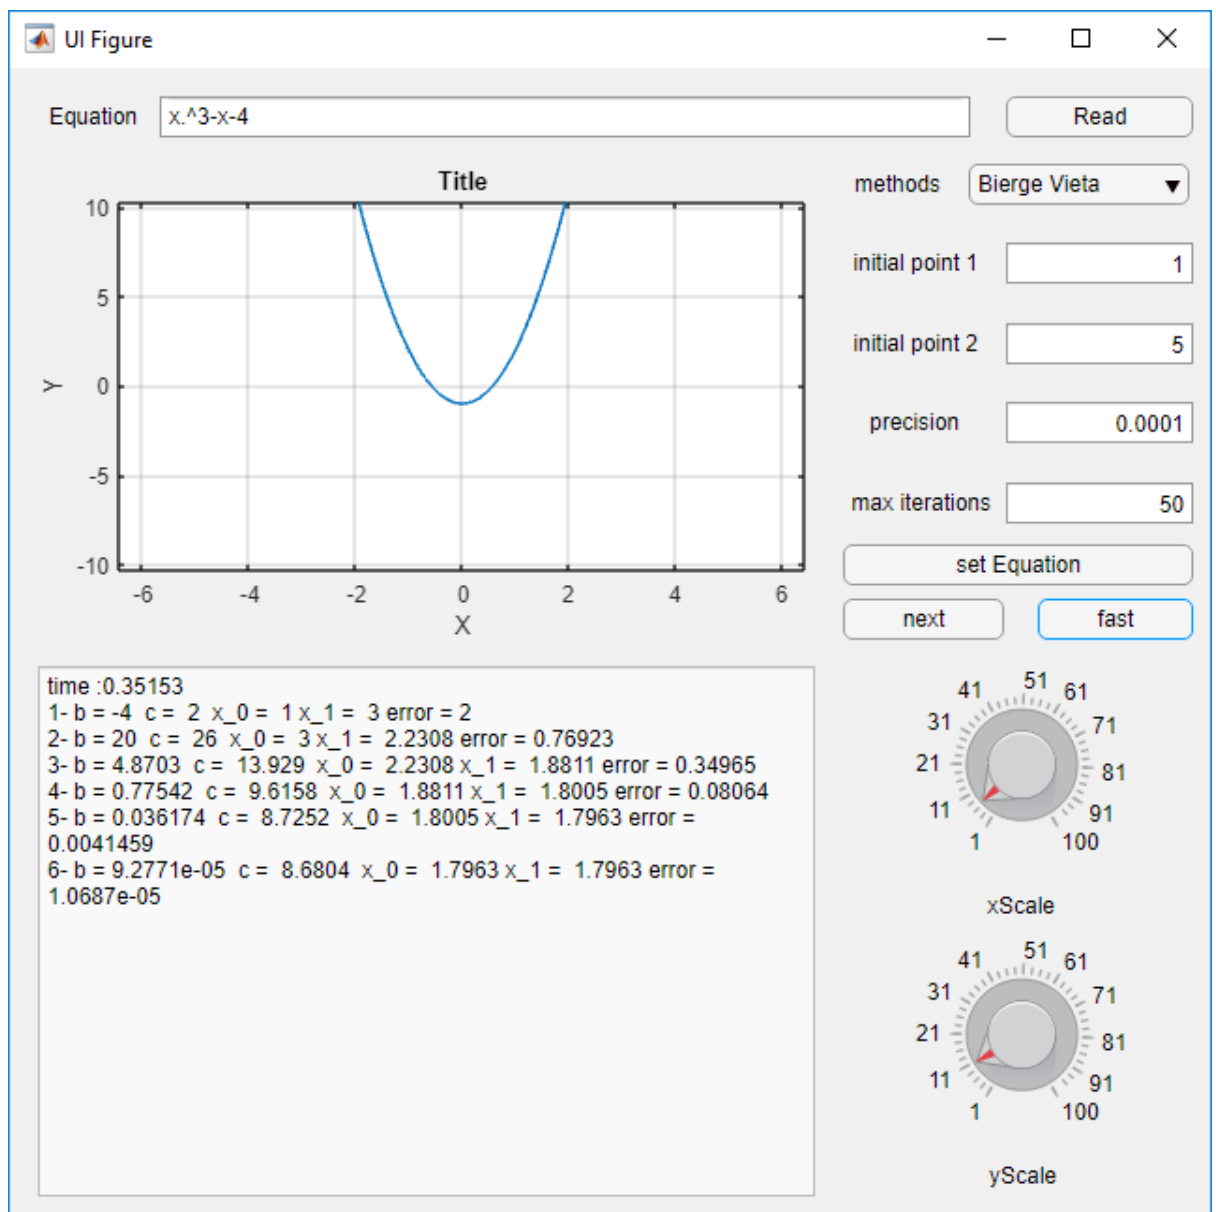 UI Figure
Equation x.^3-x-4 Read
Title
methods Bierge Vieta
initial point 1 1
initial point 2 5
precision 0.0001
max iterations 50
set Equation
next fast
10
5
0
-5
-10
Y
-6 -4 -2 0 2 4 6
X
time :0.35153
1- b = -4 c = 2 x_0 = 1 x_1 = 3 error = 2
2- b = 20 c = 26 x_0 = 3 x_1 = 2.2308 error = 0.76923
3- b = 4.8703 c = 13.929 x_0 = 2.2308 x_1 = 1.8811 error = 0.34965
4- b = 0.77542 c = 9.6158 x_0 = 1.8811 x_1 = 1.8005 error = 0.08064
5- b = 0.036174 c = 8.7252 x_0 = 1.8005 x_1 = 1.7963 error =
0.0041459
6- b = 9.2771e-05 c = 8.6804 x_0 = 1.7963 x_1 = 1.7963 error =
1.0687e-05
1 11 21 31 41 51 61 71 81 91 100
xScale
1 11 21 31 41 51 61 71 81 91 100
yScale